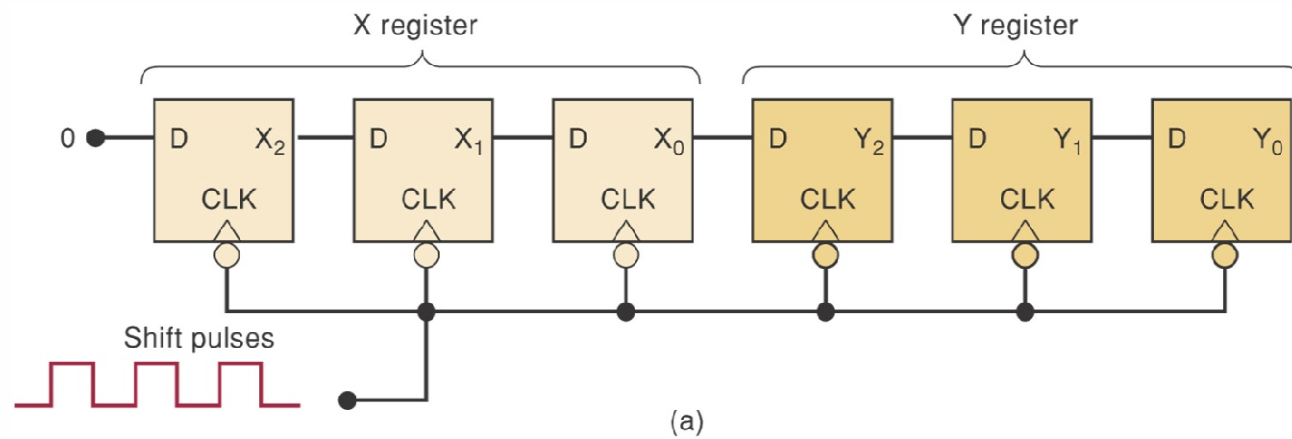 X register
Y register
0
D X₂ D X₁ D X₀ D Y₂ D Y₁ D Y₀
CLK CLK CLK CLK CLK CLK
Shift pulses
(a)